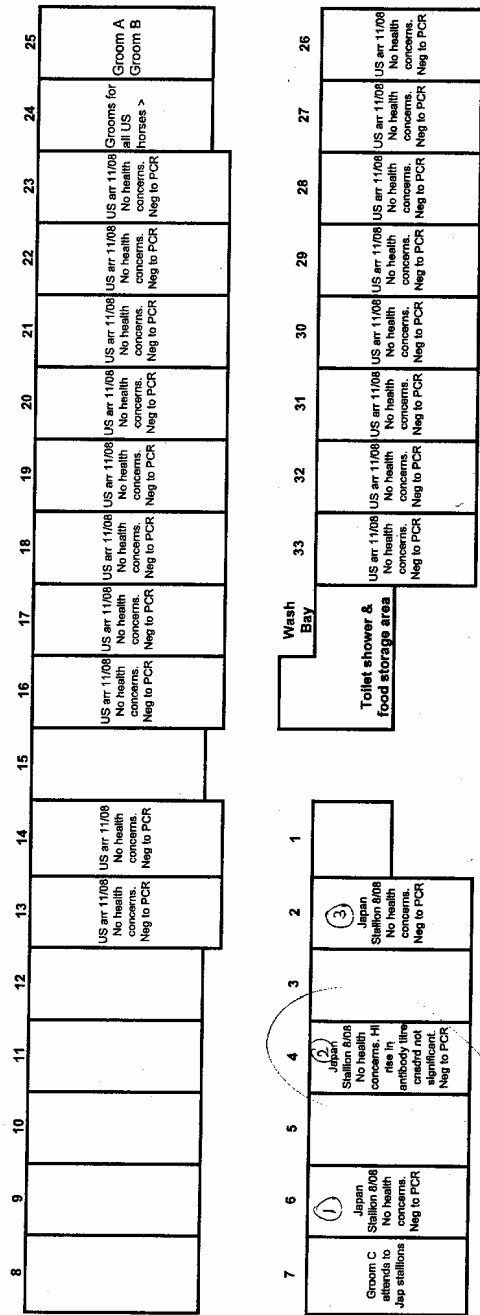 8
9
10
11
12
13
14
15
16
17
18
19
20
21
22
23
24
25
US arr 11/08
No health
concerns.
Neg to PCR
US arr 11/08
No health
concerns.
Neg to PCR
US arr 11/08
No health
concerns.
Neg to PCR
US arr 11/08
No health
concerns.
Neg to PCR
US arr 11/08
No health
concerns.
Neg to PCR
US arr 11/08
No health
concerns.
Neg to PCR
US arr 11/08
No health
concerns.
Neg to PCR
US arr 11/08
No health
concerns.
Neg to PCR
US arr 11/08
No health
concerns.
Neg to PCR
US arr 11/08
No health
concerns.
Neg to PCR
Grooms for
all US
horses >
Groom A
Groom B
7
6
5
4
3
2
1
Wash
Bay
33
32
31
30
29
28
27
26
Groom C
attends to
Jap stallions
1
Japan
Stallion 8/08
No health
concerns.
Neg to PCR
2
Japan
Stallion 8/08
No health
concerns. HI
rise in
antibody titre
cnsdrd not
significant.
Neg to PCR
3
Japan
Stallion 8/08
No health
concerns.
Neg to PCR
Toilet shower &
food storage area
US arr 11/08
No health
concerns.
Neg to PCR
US arr 11/08
No health
concerns.
Neg to PCR
US arr 11/08
No health
concerns.
Neg to PCR
US arr 11/08
No health
concerns.
Neg to PCR
US arr 11/08
No health
concerns.
Neg to PCR
US arr 11/08
No health
concerns.
Neg to PCR
US arr 11/08
No health
concerns.
Neg to PCR
US arr 11/08
No health
concerns.
Neg to PCR